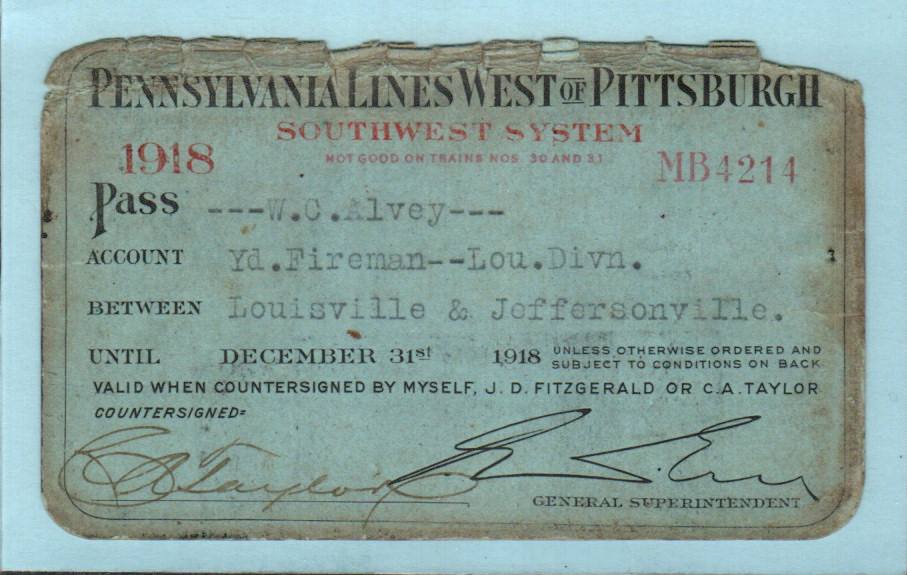 PENNSYLVANIA LINES WEST OF PITTSBURGH
SOUTHWEST SYSTEM
1918 NOT GOOD ON TRAINS NOS. 30 AND 31 MB4214
Pass ---W.C.Alvey---
ACCOUNT Yd.Fireman--Lou.Divn.
BETWEEN Louisville & Jeffersonville.
UNTIL DECEMBER 31st 1918 UNLESS OTHERWISE ORDERED AND
SUBJECT TO CONDITIONS ON BACK
VALID WHEN COUNTERSIGNED BY MYSELF, J. D. FITZGERALD OR C.A. TAYLOR
COUNTERSIGNED=
CA Taylor
GENERAL SUPERINTENDENT